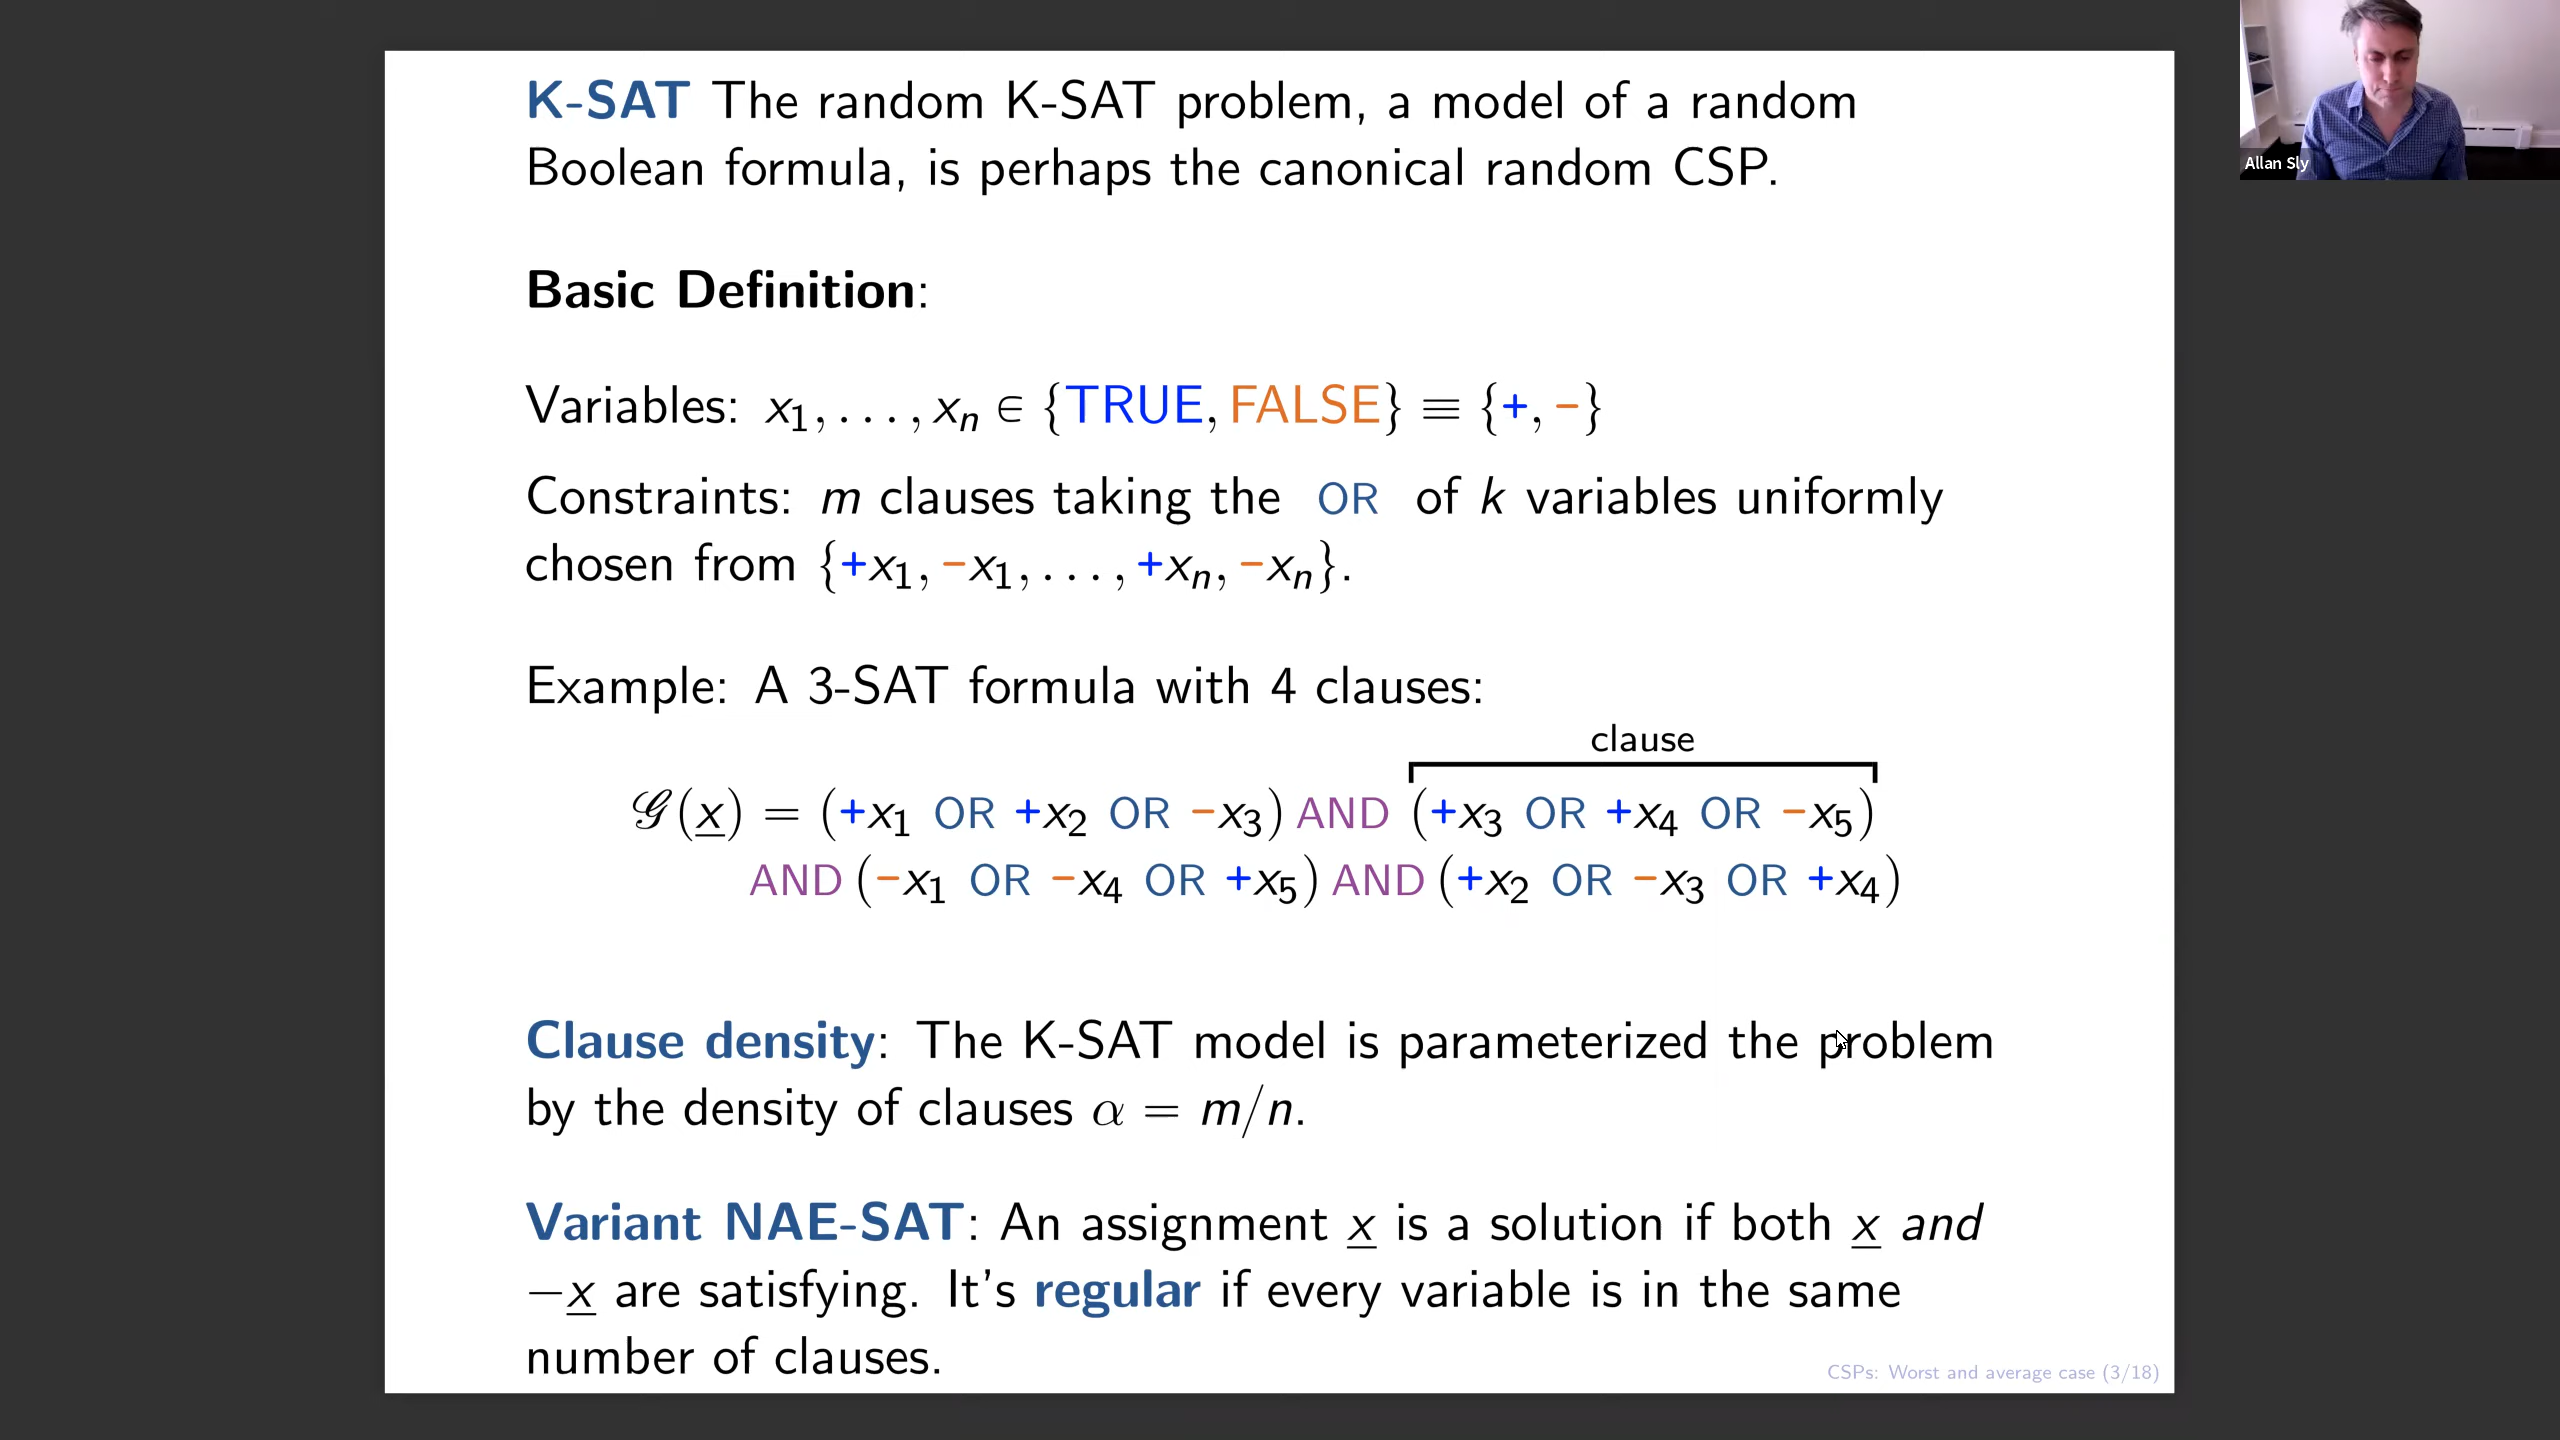 K-SAT The random K-SAT problem, a model of a random
Boolean formula, is perhaps the canonical random CSP.
Basic Definition:
Variables: x₁, . . . , xₙ ∈ {TRUE, FALSE} ≡ {+, −}
Constraints: m clauses taking the OR of k variables uniformly
chosen from {+x₁, −x₁, . . . , +xₙ, −xₙ}.
Example: A 3-SAT formula with 4 clauses:
clause
𝒢(x̲) = (+x₁ OR +x₂ OR −x₃) AND (+x₃ OR +x₄ OR −x₅)
AND (−x₁ OR −x₄ OR +x₅) AND (+x₂ OR −x₃ OR +x₄)
Clause density: The K-SAT model is parameterized the problem
by the density of clauses α = m/n.
Variant NAE-SAT: An assignment x̲ is a solution if both x̲ and
−x̲ are satisfying. It's regular if every variable is in the same
number of clauses.
CSPs: Worst and average case (3/18)
Allan Sly